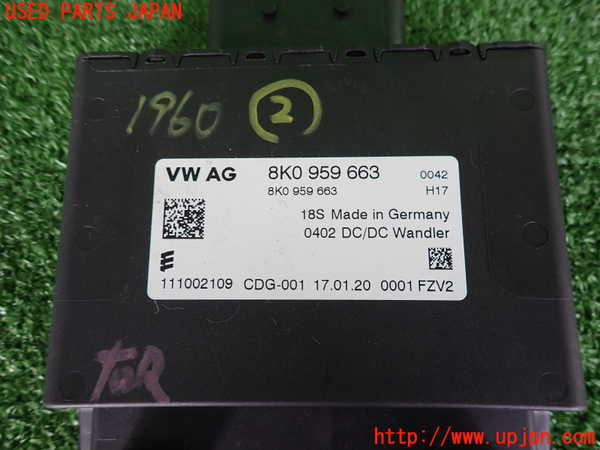 USED PARTS JAPAN
1960 2
VW AG 8K0 959 663 0042
8K0 959 663 H17
18S Made in Germany
0402 DC/DC Wandler
111002109 CDG-001 17.01.20 0001 FZV2
http://www.upjpn.com/